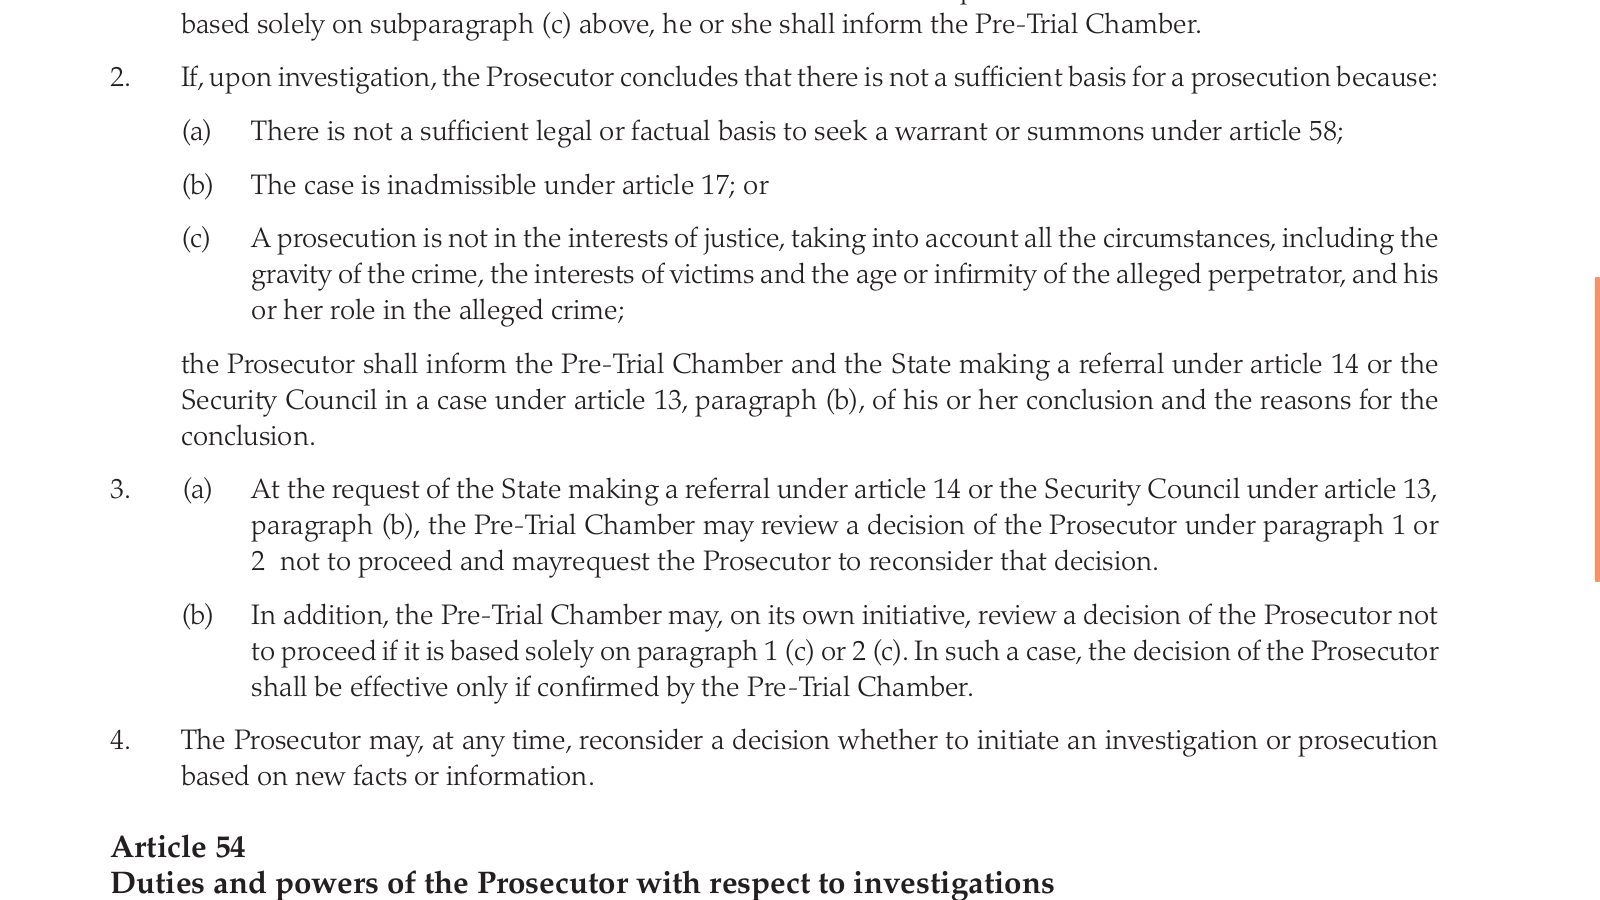 based solely on subparagraph (c) above, he or she shall inform the Pre-Trial Chamber.
2. If, upon investigation, the Prosecutor concludes that there is not a sufficient basis for a prosecution because:
(a) There is not a sufficient legal or factual basis to seek a warrant or summons under article 58;
(b) The case is inadmissible under article 17; or
(c) A prosecution is not in the interests of justice, taking into account all the circumstances, including the
gravity of the crime, the interests of victims and the age or infirmity of the alleged perpetrator, and his
or her role in the alleged crime;
the Prosecutor shall inform the Pre-Trial Chamber and the State making a referral under article 14 or the
Security Council in a case under article 13, paragraph (b), of his or her conclusion and the reasons for the
conclusion.
3. (a) At the request of the State making a referral under article 14 or the Security Council under article 13,
paragraph (b), the Pre-Trial Chamber may review a decision of the Prosecutor under paragraph 1 or
2 not to proceed and mayrequest the Prosecutor to reconsider that decision.
(b) In addition, the Pre-Trial Chamber may, on its own initiative, review a decision of the Prosecutor not
to proceed if it is based solely on paragraph 1 (c) or 2 (c). In such a case, the decision of the Prosecutor
shall be effective only if confirmed by the Pre-Trial Chamber.
4. The Prosecutor may, at any time, reconsider a decision whether to initiate an investigation or prosecution
based on new facts or information.
Article 54
Duties and powers of the Prosecutor with respect to investigations